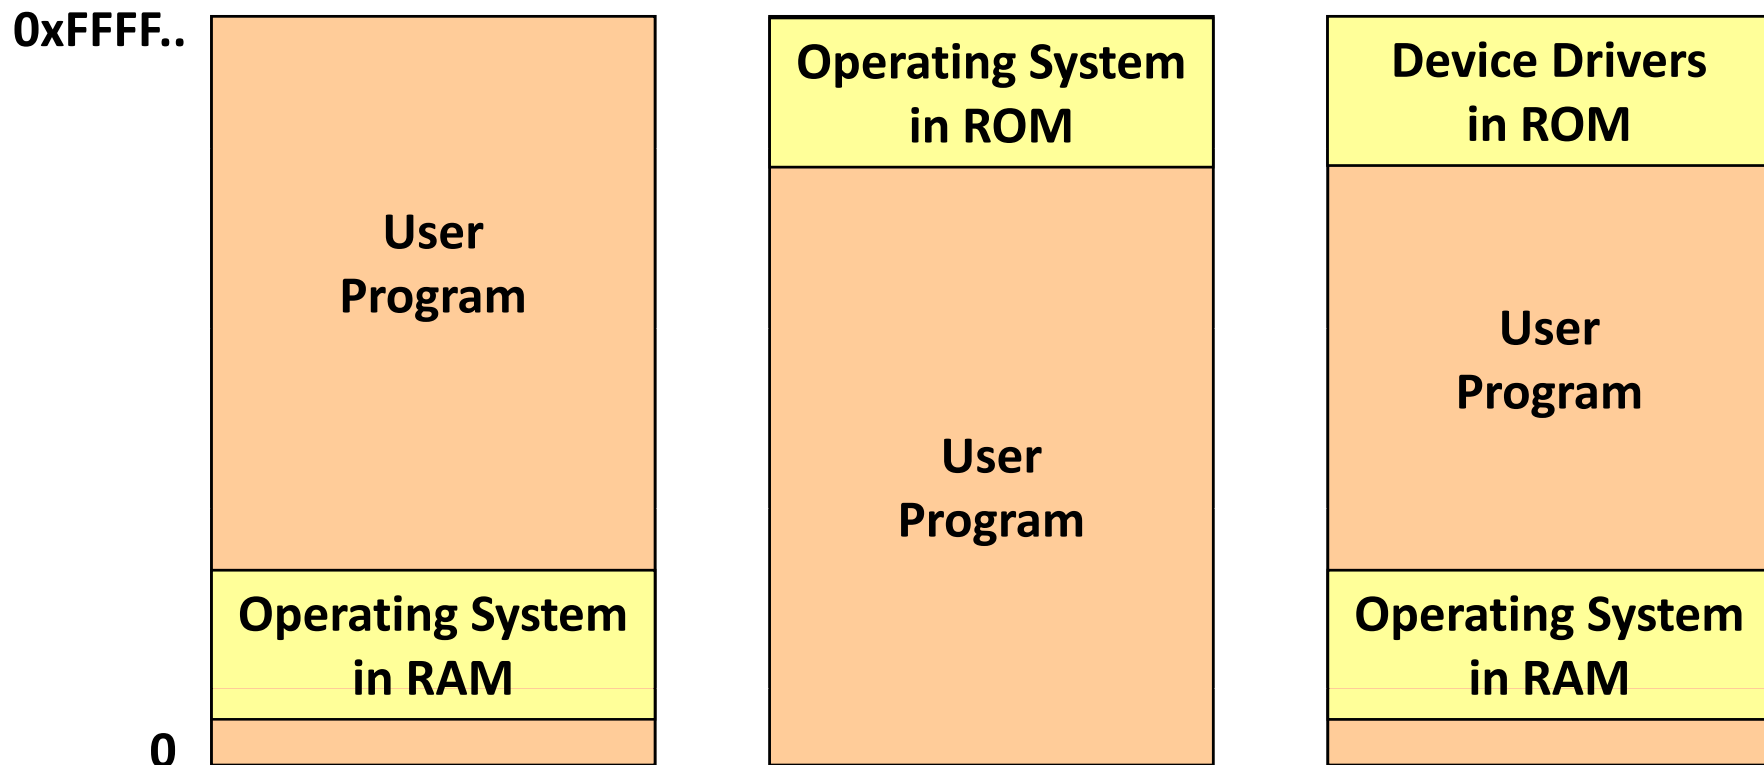 0xFFFF..
User
Program
Operating System
in RAM
0
Operating System
in ROM
User
Program
Device Drivers
in ROM
User
Program
Operating System
in RAM